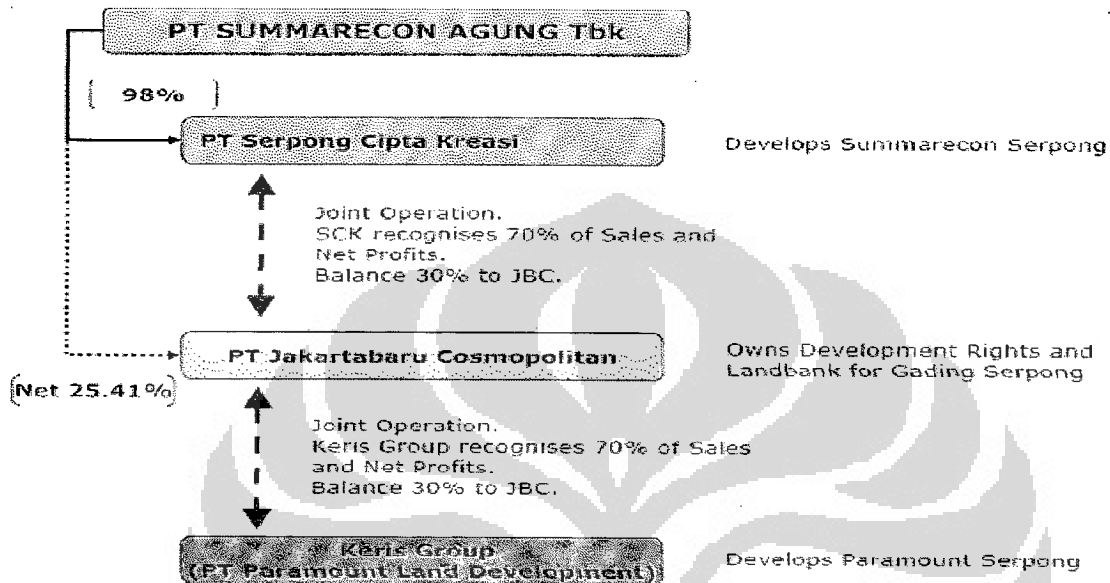 PT SUMMARECON AGUNG Tbk
[ 98% ]
PT Serpong Cipta Kreasi
Develops Summarecon Serpong
Joint Operation.
SCK recognises 70% of Sales and
Net Profits.
Balance 30% to JBC.
PT Jakartabaru Cosmopolitan
Owns Development Rights and
Landbank for Gading Serpong
[Net 25.41%]
Joint Operation.
Keris Group recognises 70% of Sales
and Net Profits.
Balance 30% to JBC.
Keris Group
(PT Paramount Land Development)
Develops Paramount Serpong